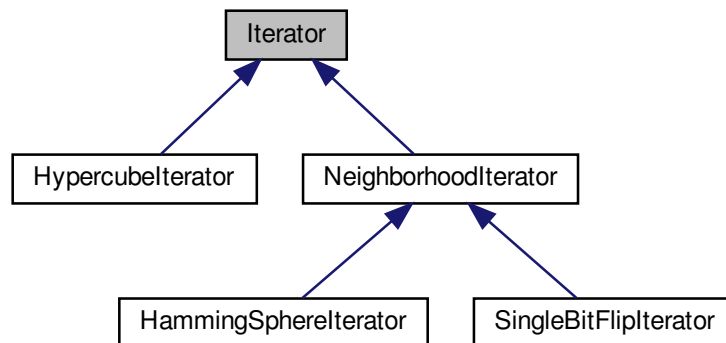 Iterator
HypercubeIterator
NeighborhoodIterator
HammingSphereIterator
SingleBitFlipIterator